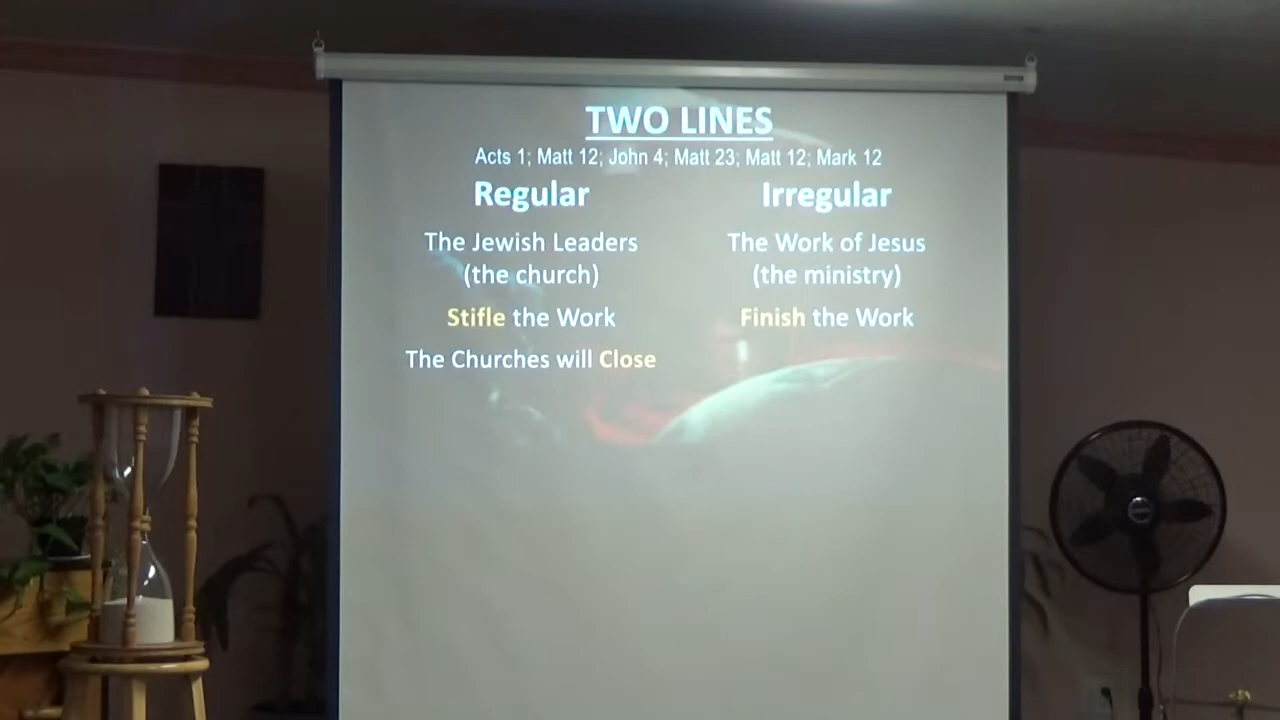 TWO LINES
Acts 1; Matt 12; John 4; Matt 23; Matt 12; Mark 12
Regular
The Jewish Leaders
(the church)
Stifle the Work
The Churches will Close
Irregular
The Work of Jesus
(the ministry)
Finish the Work